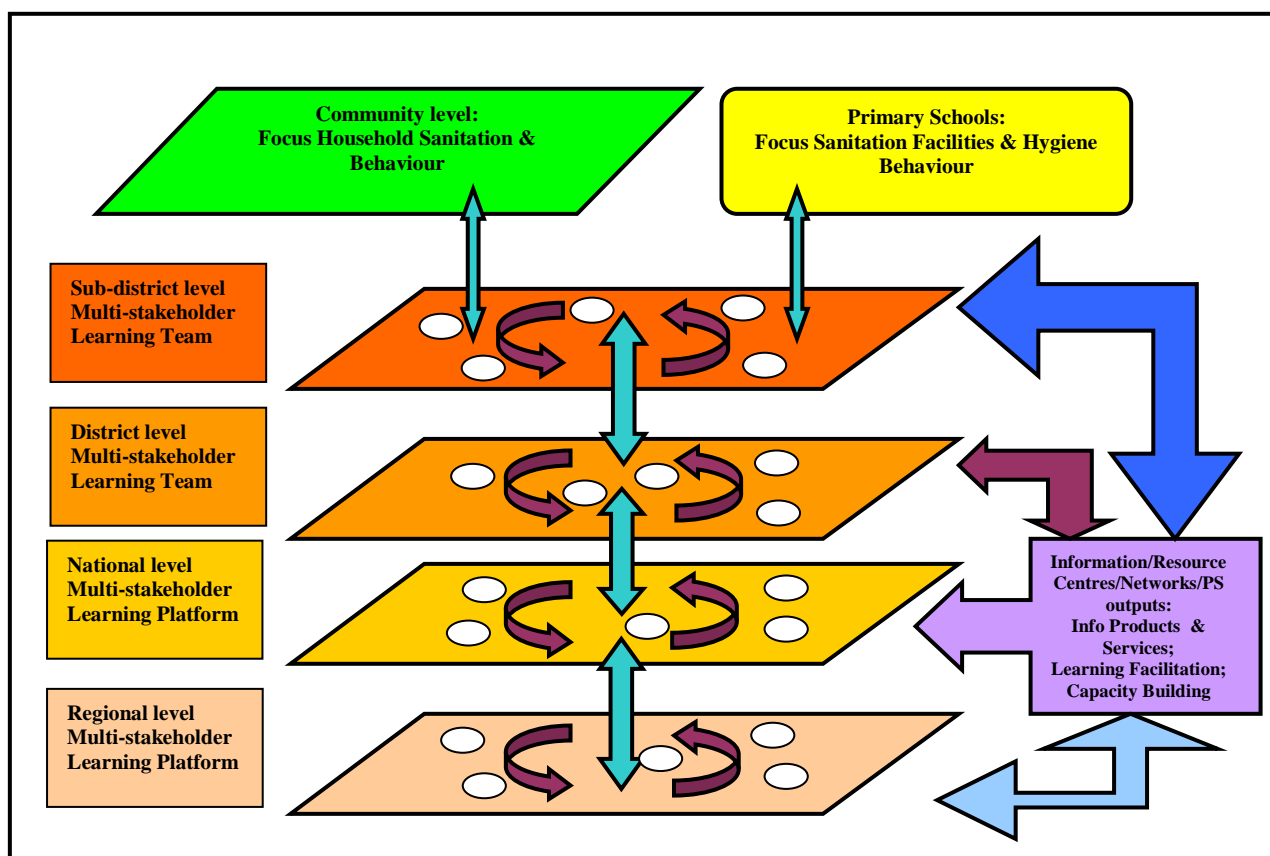 Community level:
Focus Household Sanitation &
Behaviour
Primary Schools:
Focus Sanitation Facilities & Hygiene
Behaviour
Sub-district level
Multi-stakeholder
Learning Team
District level
Multi-stakeholder
Learning Team
National level
Multi-stakeholder
Learning Platform
Information/Resource
Centres/Networks/PS
outputs:
Info Products &
Services;
Learning Facilitation;
Capacity Building
Regional level
Multi-stakeholder
Learning Platform